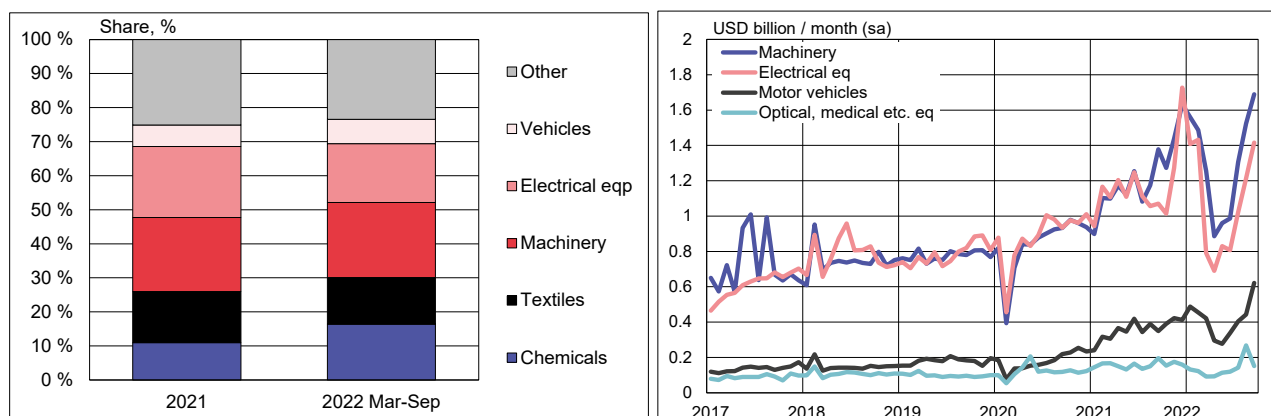 Share, %
100 %
90 %
80 %
70 %
60 %
50 %
40 %
30 %
20 %
10 %
0 %
2021
2022 Mar-Sep
Other
Vehicles
Electrical eqp
Machinery
Textiles
Chemicals
USD billion / month (sa)
2
1.8
1.6
1.4
1.2
1
0.8
0.6
0.4
0.2
0
Machinery
Electrical eq
Motor vehicles
Optical, medical etc. eq
2017
2018
2019
2020
2021
2022